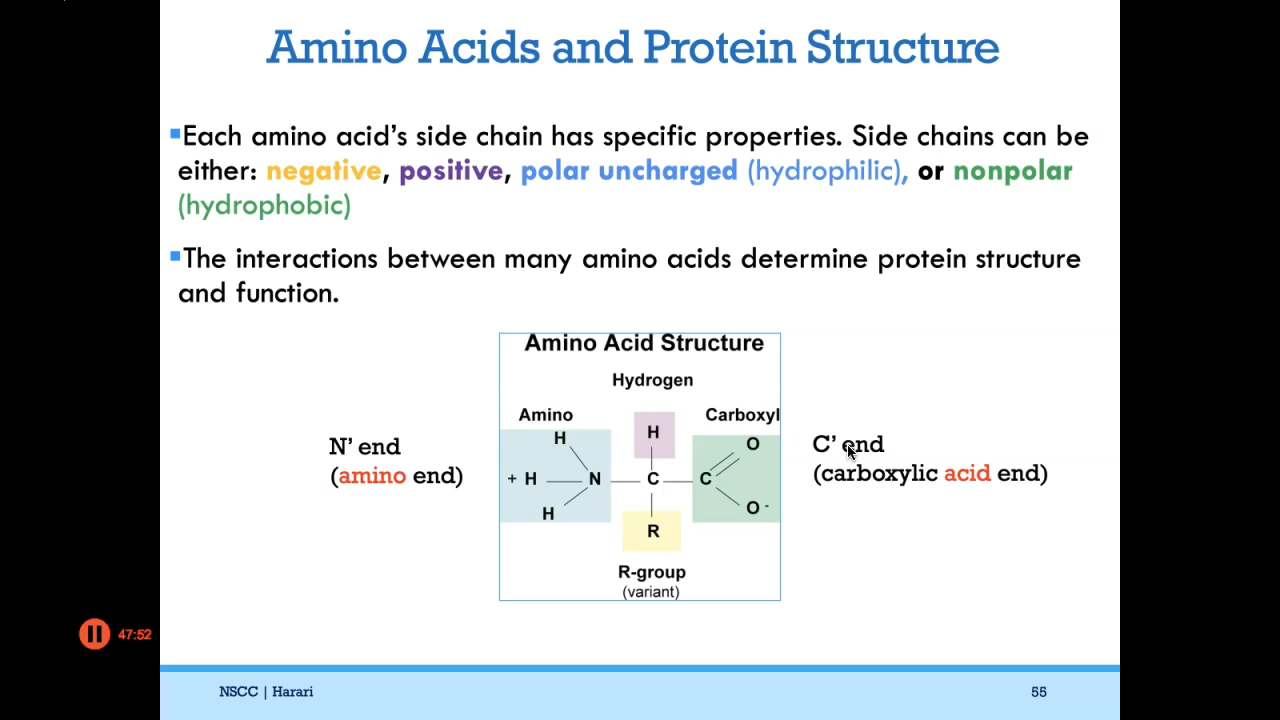 Amino Acids and Protein Structure
Each amino acid's side chain has specific properties. Side chains can be
either: negative, positive, polar uncharged (hydrophilic), or nonpolar
(hydrophobic)
The interactions between many amino acids determine protein structure
and function.
Amino Acid Structure
Hydrogen
Amino
Carboxyl
H
H
O
N' end
C' end
(amino end)
(carboxylic acid end)
+ H
N
C
C
H
O -
R
R-group
(variant)
47:52
NSCC | Harari
55